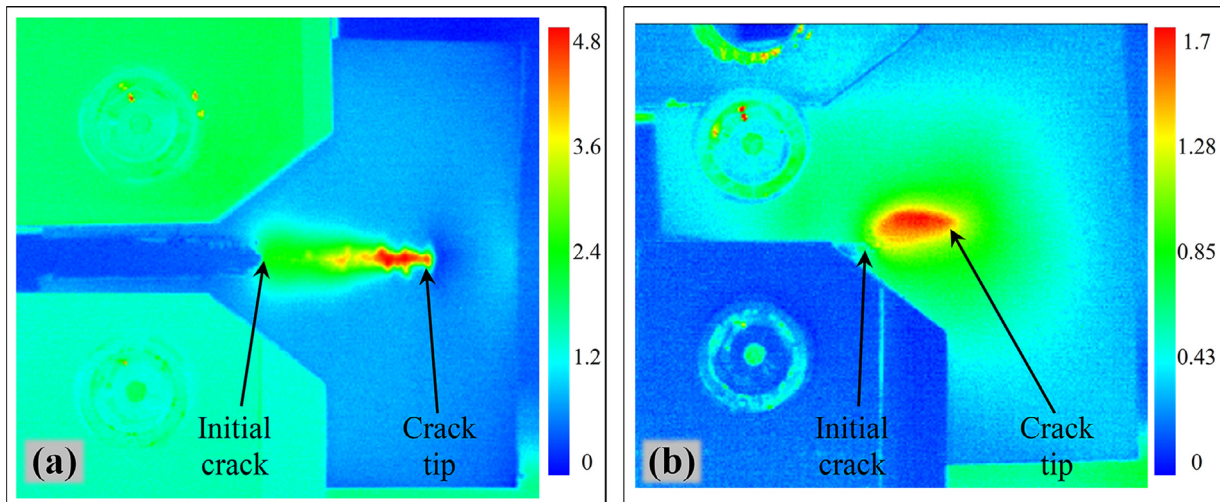 4.8
3.6
2.4
1.2
0
Initial
crack
Crack
tip
(a)
1.7
1.28
0.85
0.43
0
Initial
crack
Crack
tip
(b)